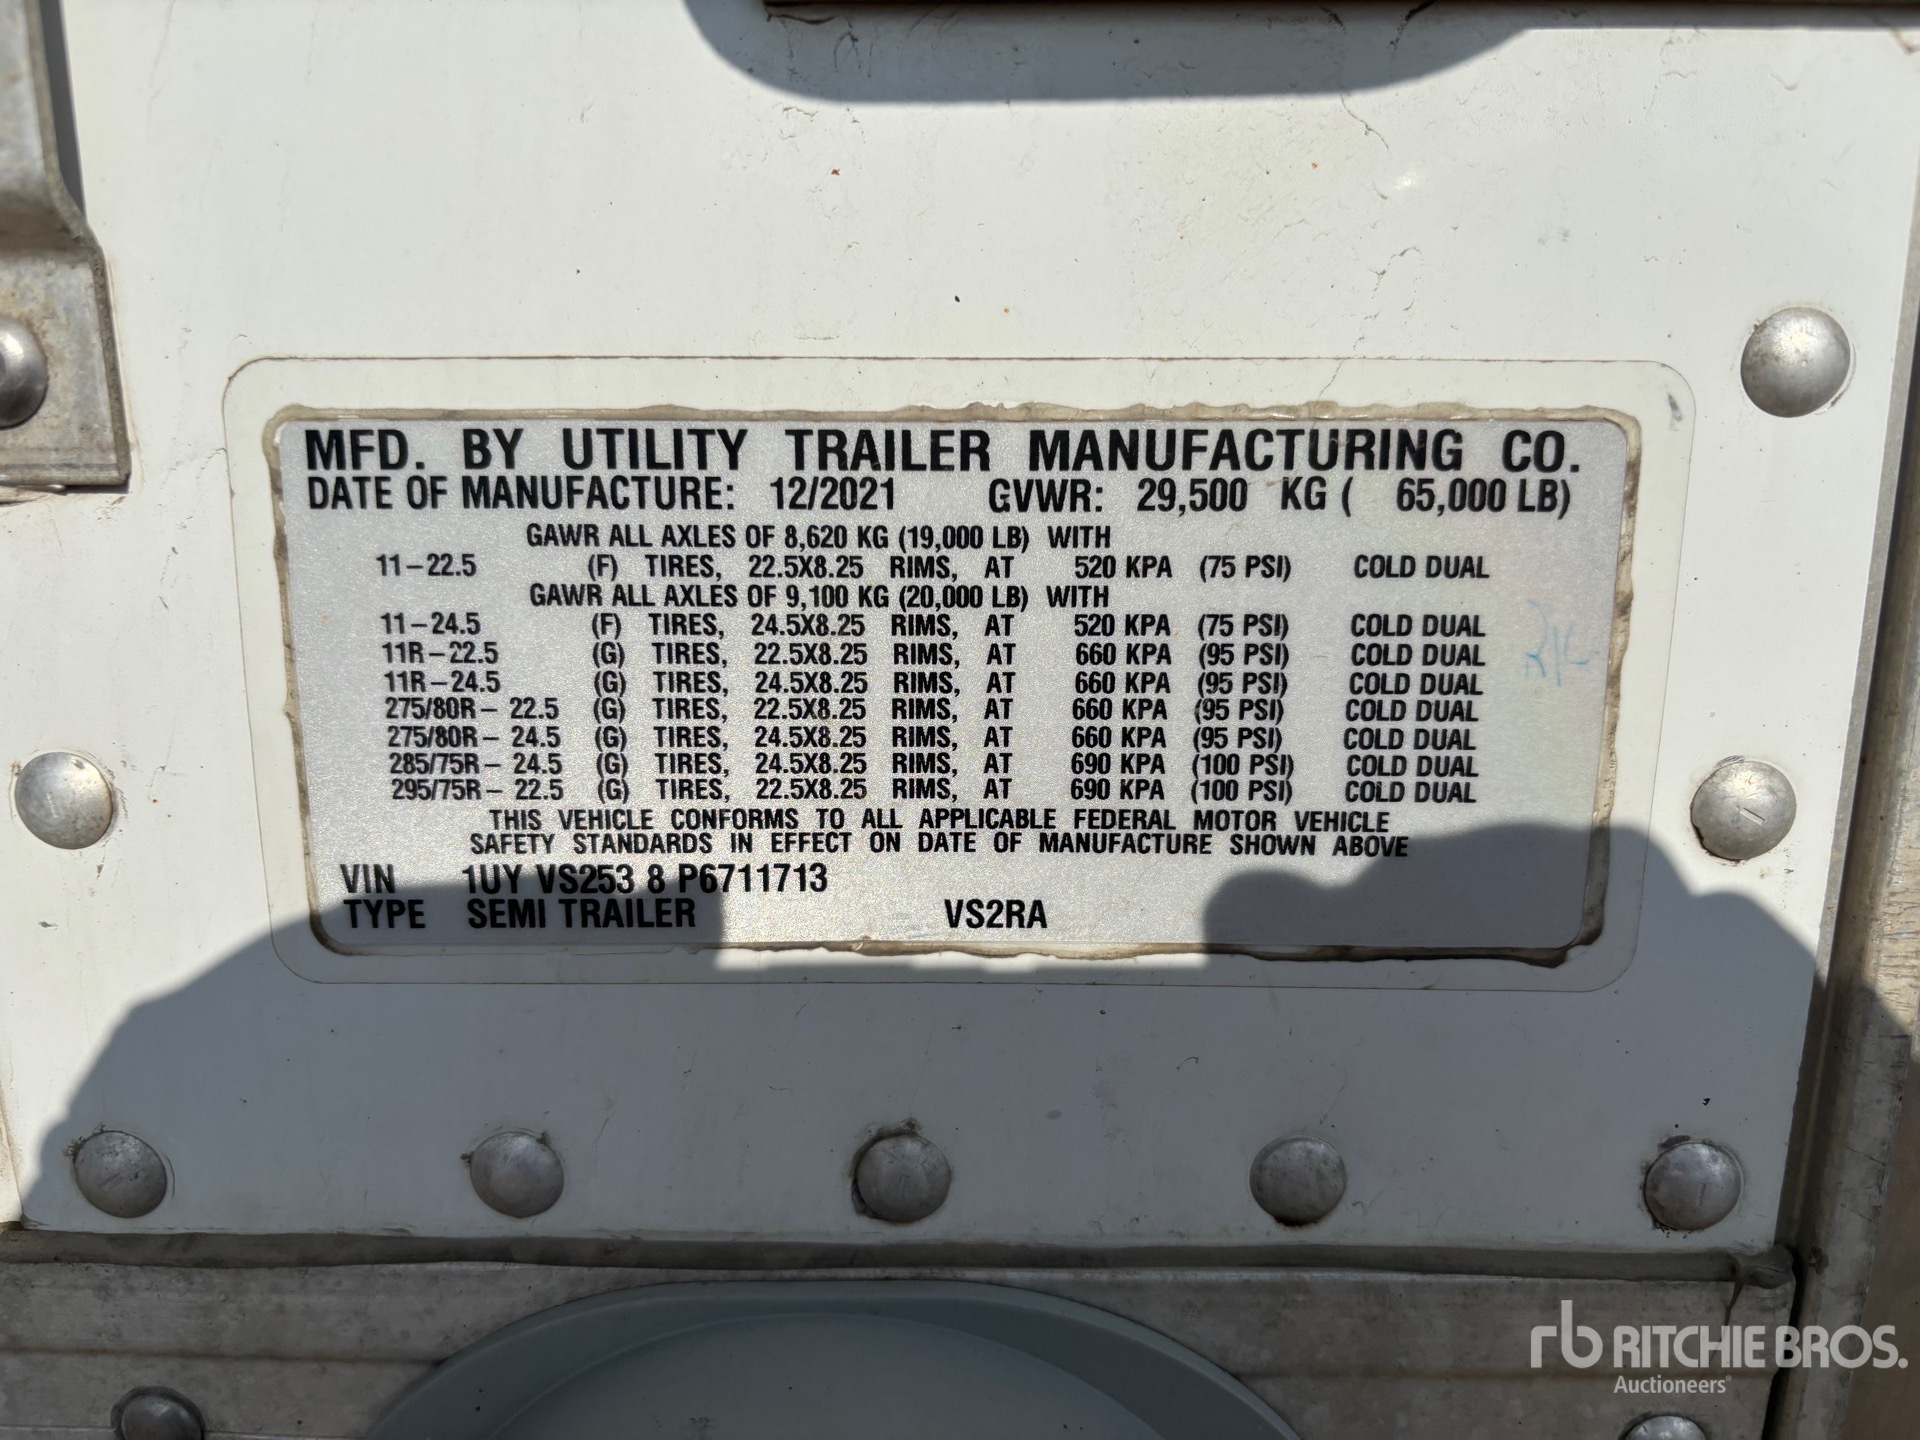 MFD. BY UTILITY TRAILER MANUFACTURING CO.
DATE OF MANUFACTURE: 12/2021 GVWR: 29,500 KG ( 65,000 LB)
GAWR ALL AXLES OF 8,620 KG (19,000 LB) WITH
11-22.5 (F) TIRES, 22.5X8.25 RIMS, AT 520 KPA (75 PSI) COLD DUAL
GAWR ALL AXLES OF 9,100 KG (20,000 LB) WITH
11-24.5 (F) TIRES, 24.5X8.25 RIMS, AT 520 KPA (75 PSI) COLD DUAL
11R-22.5 (G) TIRES, 22.5X8.25 RIMS, AT 660 KPA (95 PSI) COLD DUAL
11R-24.5 (G) TIRES, 24.5X8.25 RIMS, AT 660 KPA (95 PSI) COLD DUAL
275/80R- 22.5 (G) TIRES, 22.5X8.25 RIMS, AT 660 KPA (95 PSI) COLD DUAL
275/80R- 24.5 (G) TIRES, 24.5X8.25 RIMS, AT 660 KPA (95 PSI) COLD DUAL
285/75R- 24.5 (G) TIRES, 24.5X8.25 RIMS, AT 690 KPA (100 PSI) COLD DUAL
295/75R- 22.5 (G) TIRES, 22.5X8.25 RIMS, AT 690 KPA (100 PSI) COLD DUAL
THIS VEHICLE CONFORMS TO ALL APPLICABLE FEDERAL MOTOR VEHICLE
SAFETY STANDARDS IN EFFECT ON DATE OF MANUFACTURE SHOWN ABOVE
VIN 1UY VS253 8 P6711713
TYPE SEMI TRAILER VS2RA
rb RITCHIE BROS.
Auctioneers